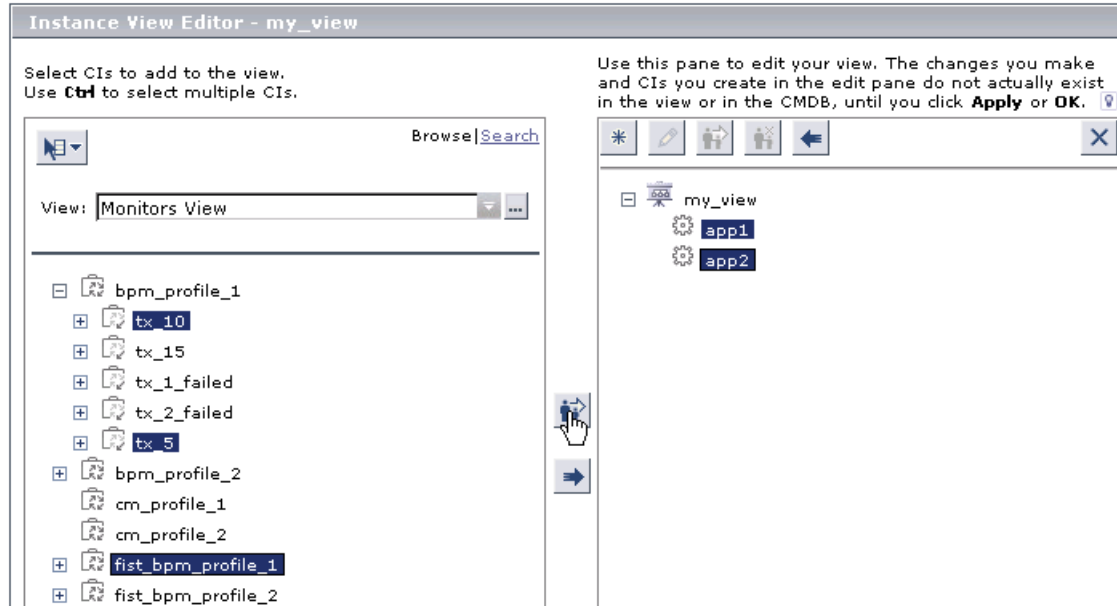 Instance View Editor - my_view
Select CIs to add to the view.
Use Ctrl to select multiple CIs.
Use this pane to edit your view. The changes you make
and CIs you create in the edit pane do not actually exist
in the view or in the CMDB, until you click Apply or OK.
Browse|Search
View: Monitors View
...
bpm_profile_1
tx_10
tx_15
tx_1_failed
tx_2_failed
tx_5
bpm_profile_2
cm_profile_1
cm_profile_2
fist_bpm_profile_1
fist_bpm_profile_2
my_view
app1
app2